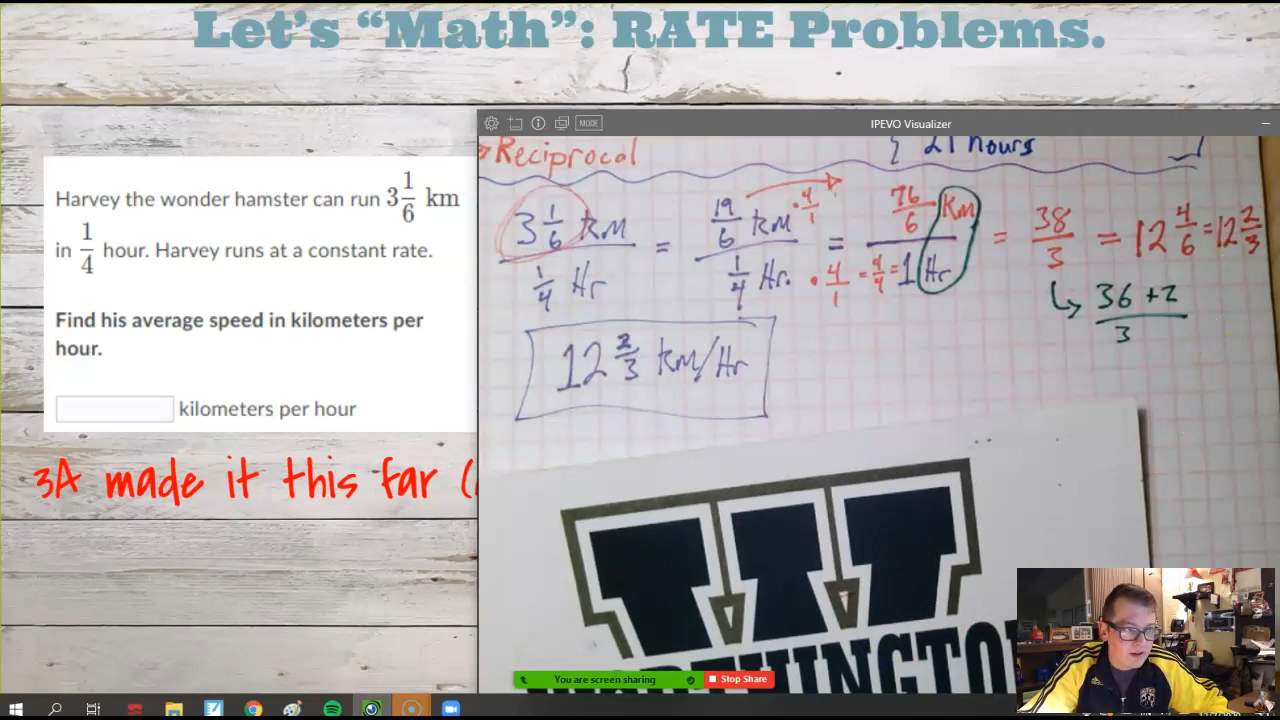 Let's "Math": RATE Problems.
Harvey the wonder hamster can run 3 1/6 km
in 1/4 hour. Harvey runs at a constant rate.
Find his average speed in kilometers per
hour.
kilometers per hour
3A made it this far (
MODE
IPEVO Visualizer
Reciprocal
21 hours
3 1/6 km / 1/4 Hr = 19/6 km • 4/1 / 1/4 Hr. • 4/1 = 4/4 = 76/6 km / 1 Hr = 38/3 = 12 4/6 = 12 2/3
↳ 36 + 2 / 3
12 2/3 km/Hr
W
You are screen sharing
Stop Share